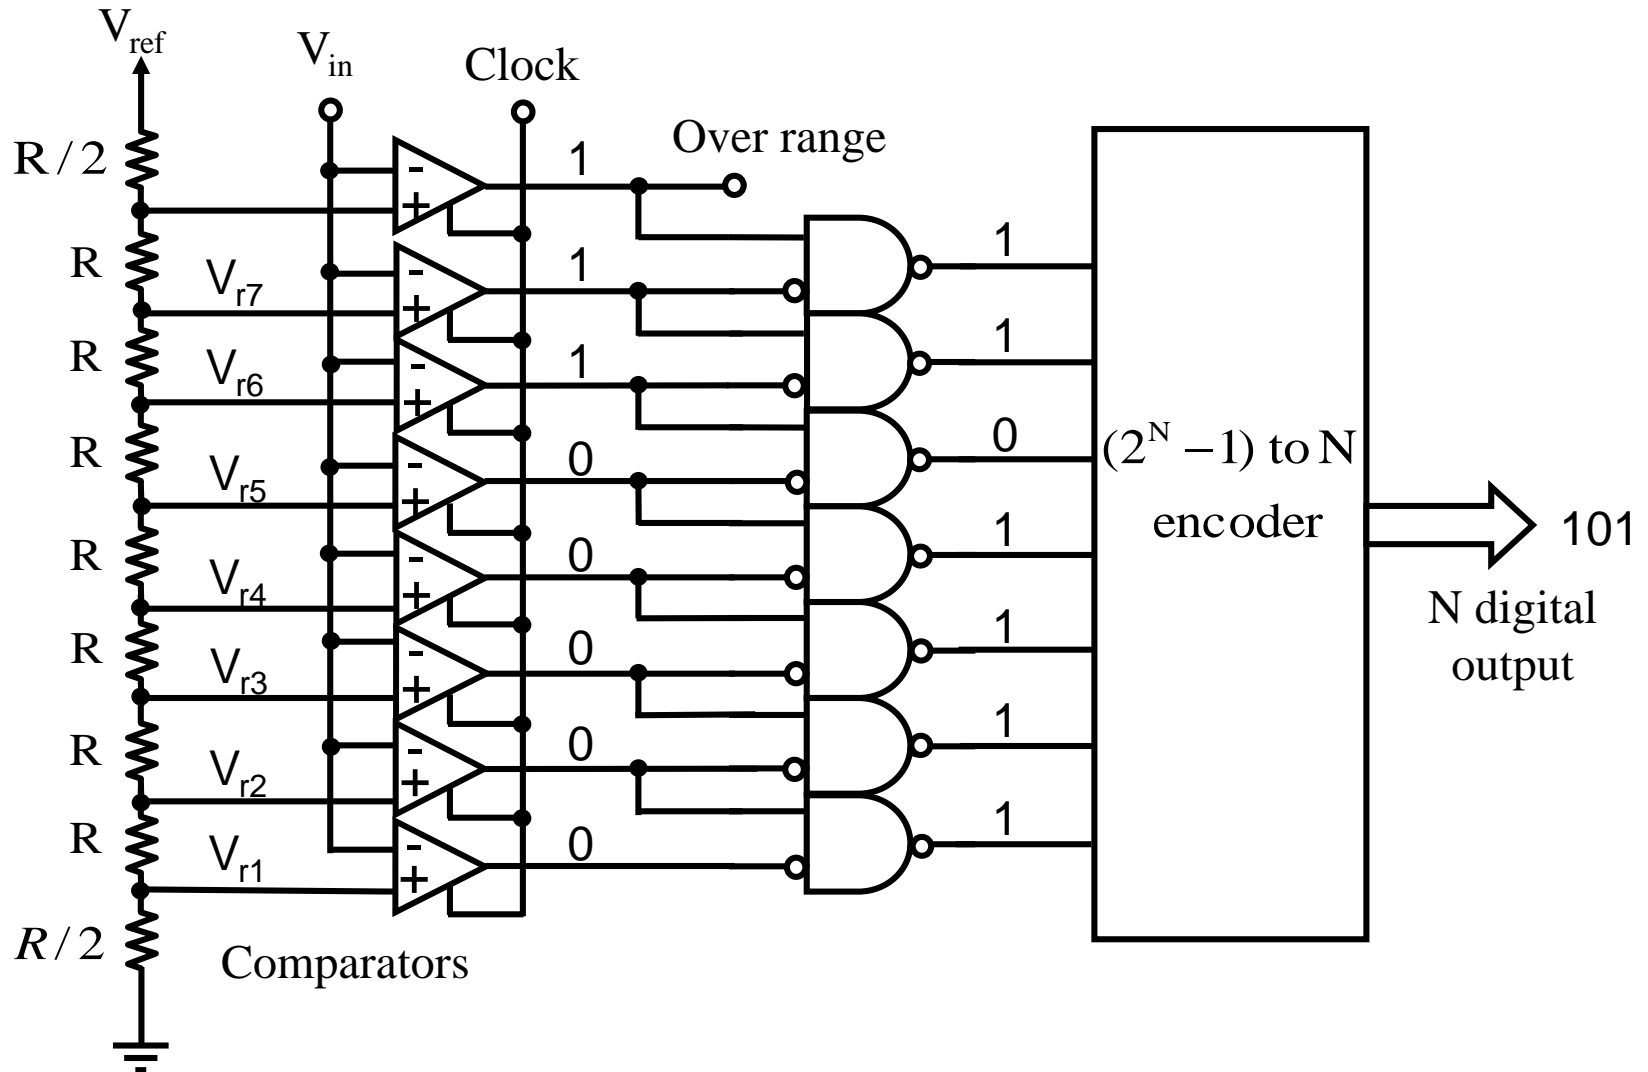 V_ref
V_in
Clock
R / 2
R
R
R
R
R
R
R
R / 2
V_r7
V_r6
V_r5
V_r4
V_r3
V_r2
V_r1
-
+
-
+
-
+
-
+
-
+
-
+
-
+
-
+
Comparators
1
1
1
0
0
0
0
0
Over range
1
1
0
1
1
1
1
(2^N −1) to N
encoder
101
N digital
output